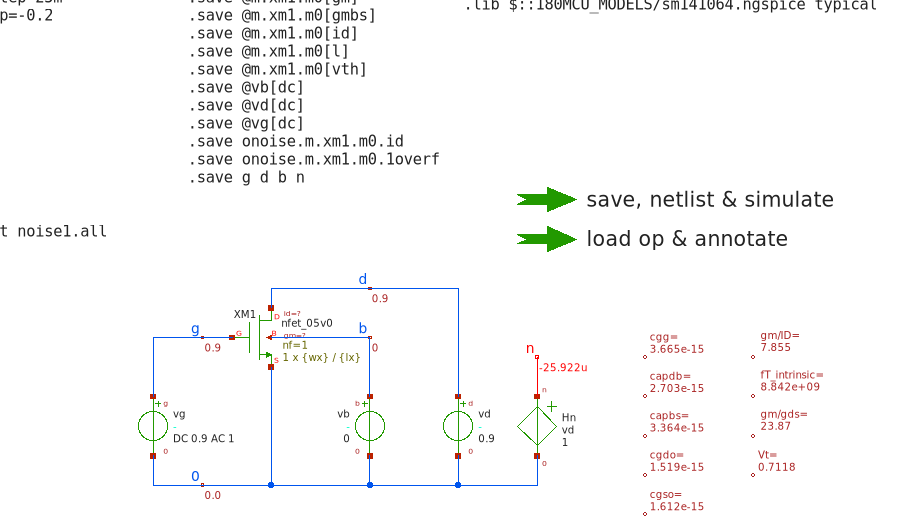 p=-0.2
.save @m.xm1.m0[gmbs]
.save @m.xm1.m0[id]
.save @m.xm1.m0[l]
.save @m.xm1.m0[vth]
.save @vb[dc]
.save @vd[dc]
.save @vg[dc]
.save onoise.m.xm1.m0.id
.save onoise.m.xm1.m0.1overf
.save g d b n
.lib $::180MCU_MODELS/sm141064.ngspice typical
save, netlist & simulate
load op & annotate
t noise1.all
d
0.9
XM1
D
id=?
nfet_05v0
g
G
B
gm=?
b
0.9
nf=1
0
S
1 x {wx} / {lx}
n
-25.922u
g
vg
-
DC 0.9 AC 1
0
b
vb
-
0
0
d
vd
-
0.9
0
n
Hn
vd
1
0
0
0.0
cgg=
3.665e-15
gm/ID=
7.855
capdb=
2.703e-15
fT_intrinsic=
8.842e+09
capbs=
3.364e-15
gm/gds=
23.87
cgdo=
1.519e-15
Vt=
0.7118
cgso=
1.612e-15